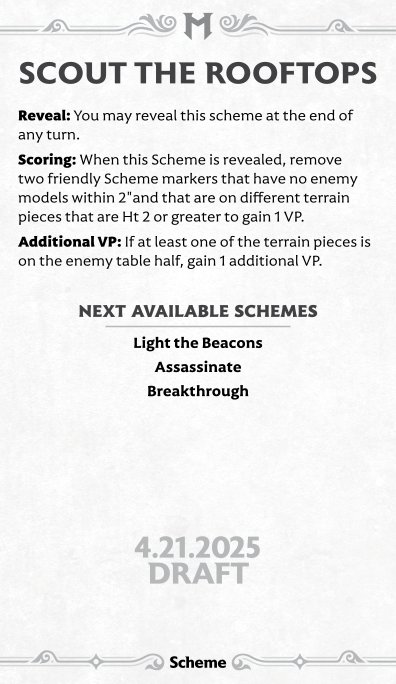 M
SCOUT THE ROOFTOPS
Reveal: You may reveal this scheme at the end of
any turn.
Scoring: When this Scheme is revealed, remove
two friendly Scheme markers that have no enemy
models within 2"and that are on different terrain
pieces that are Ht 2 or greater to gain 1 VP.
Additional VP: If at least one of the terrain pieces is
on the enemy table half, gain 1 additional VP.
NEXT AVAILABLE SCHEMES
Light the Beacons
Assassinate
Breakthrough
4.21.2025
DRAFT
Scheme